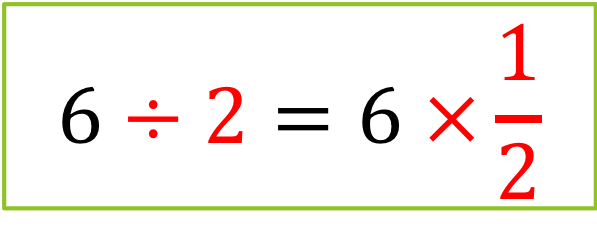 6 ÷ 2 = 6 × 1/2